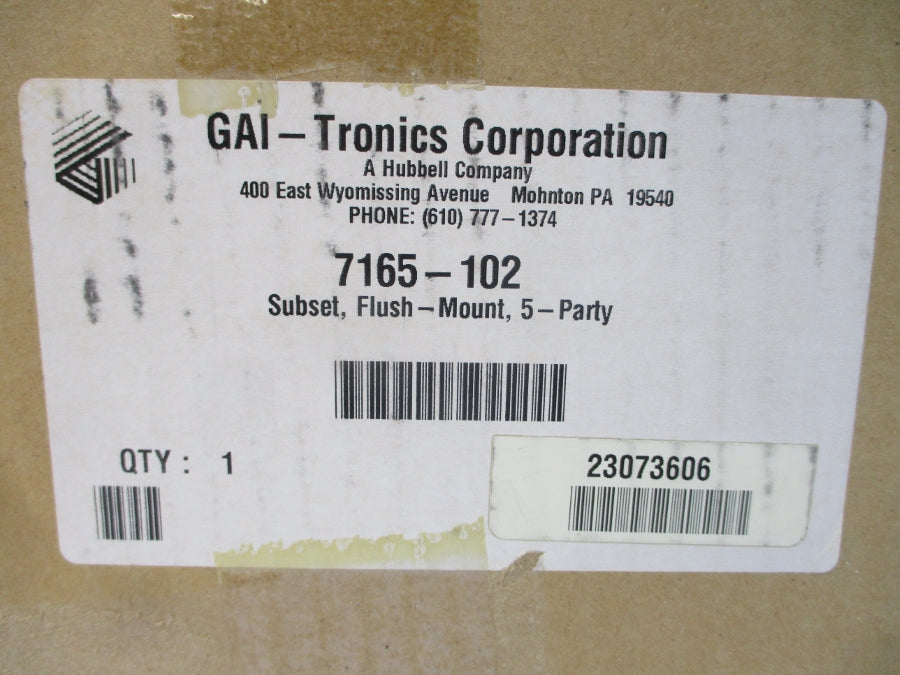 GAI-Tronics Corporation
A Hubbell Company
400 East Wyomissing Avenue Mohnton PA 19540
PHONE: (610) 777-1374
7165-102
Subset, Flush-Mount, 5-Party
QTY: 1
23073606
GAI